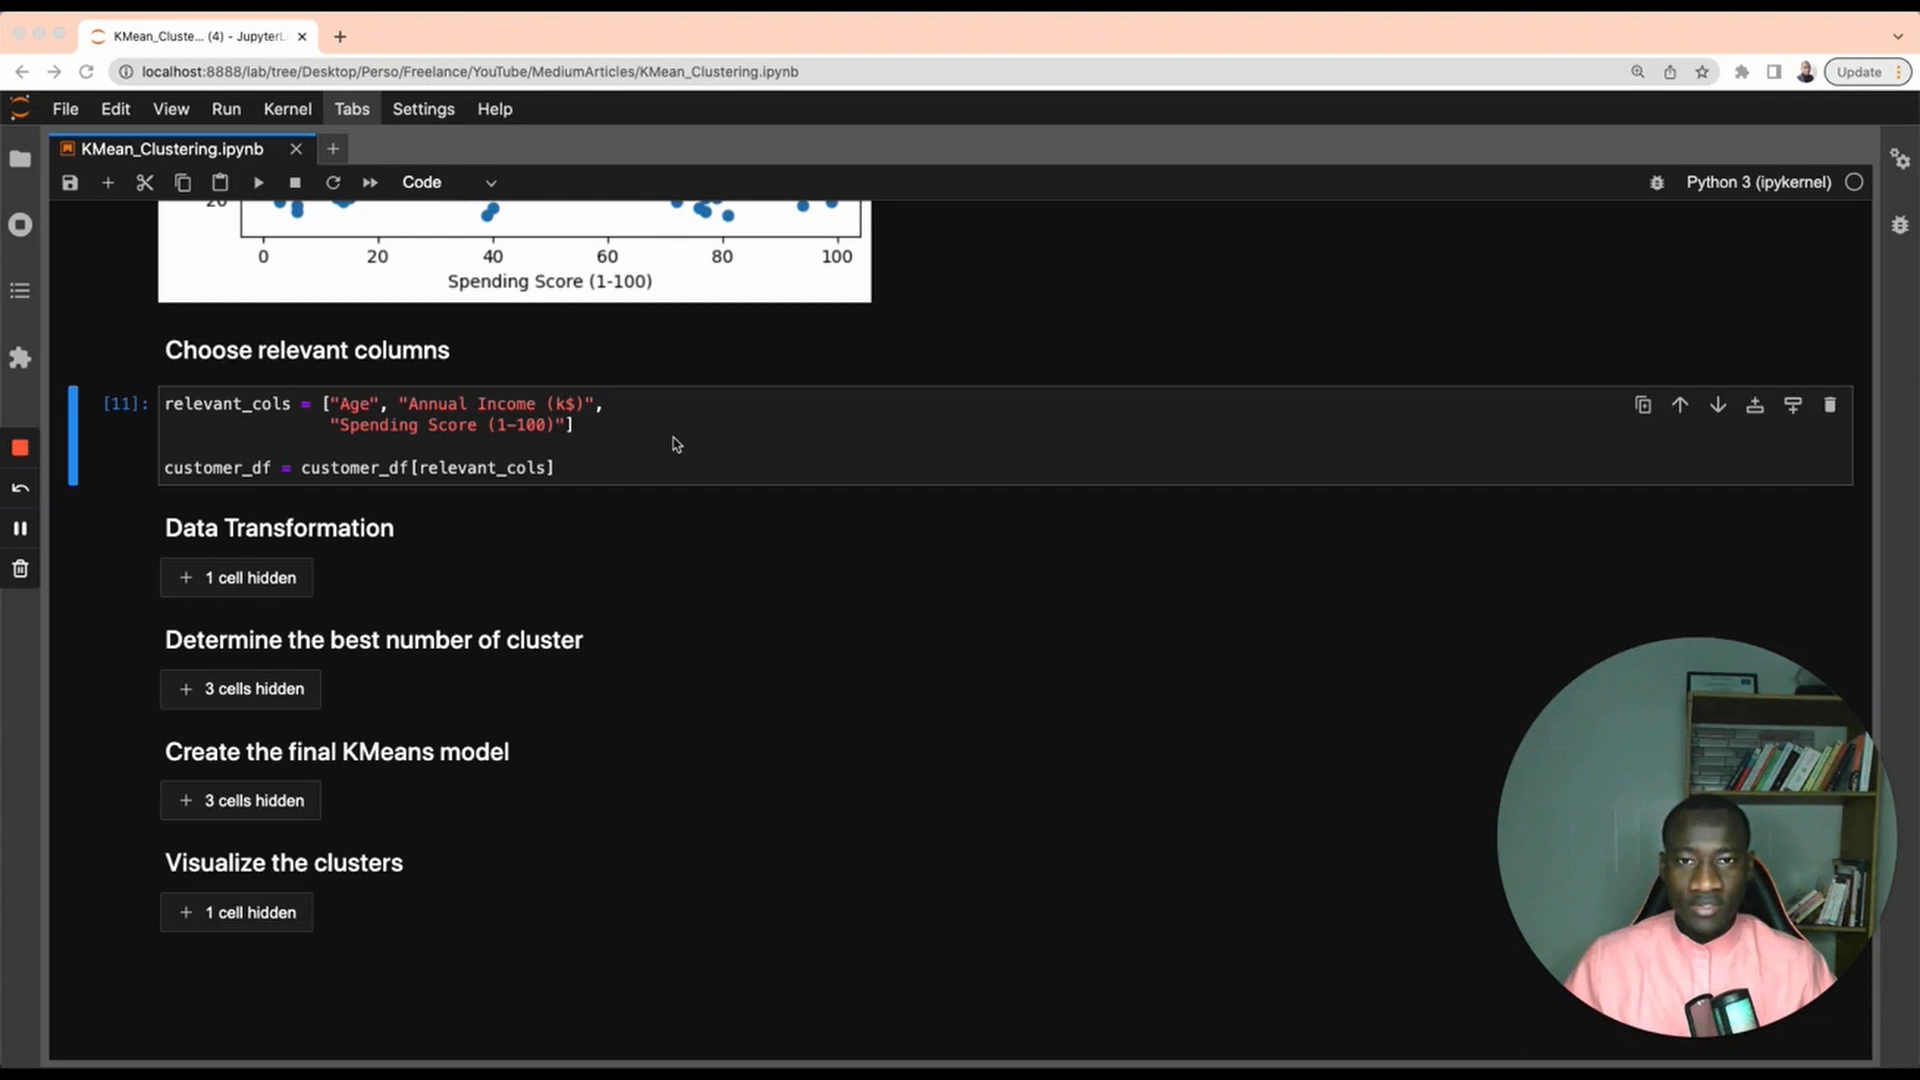 KMean_Cluste... (4) - JupyterL
localhost:8888/lab/tree/Desktop/Perso/Freelance/YouTube/MediumArticles/KMean_Clustering.ipynb
Update
File Edit View Run Kernel Tabs Settings Help
KMean_Clustering.ipynb
Code
Python 3 (ipykernel)
20
0 20 40 60 80 100
Spending Score (1-100)
Choose relevant columns
[11]: relevant_cols = ["Age", "Annual Income (k$)",
"Spending Score (1-100)"]
customer_df = customer_df[relevant_cols]
Data Transformation
+ 1 cell hidden
Determine the best number of cluster
+ 3 cells hidden
Create the final KMeans model
+ 3 cells hidden
Visualize the clusters
+ 1 cell hidden